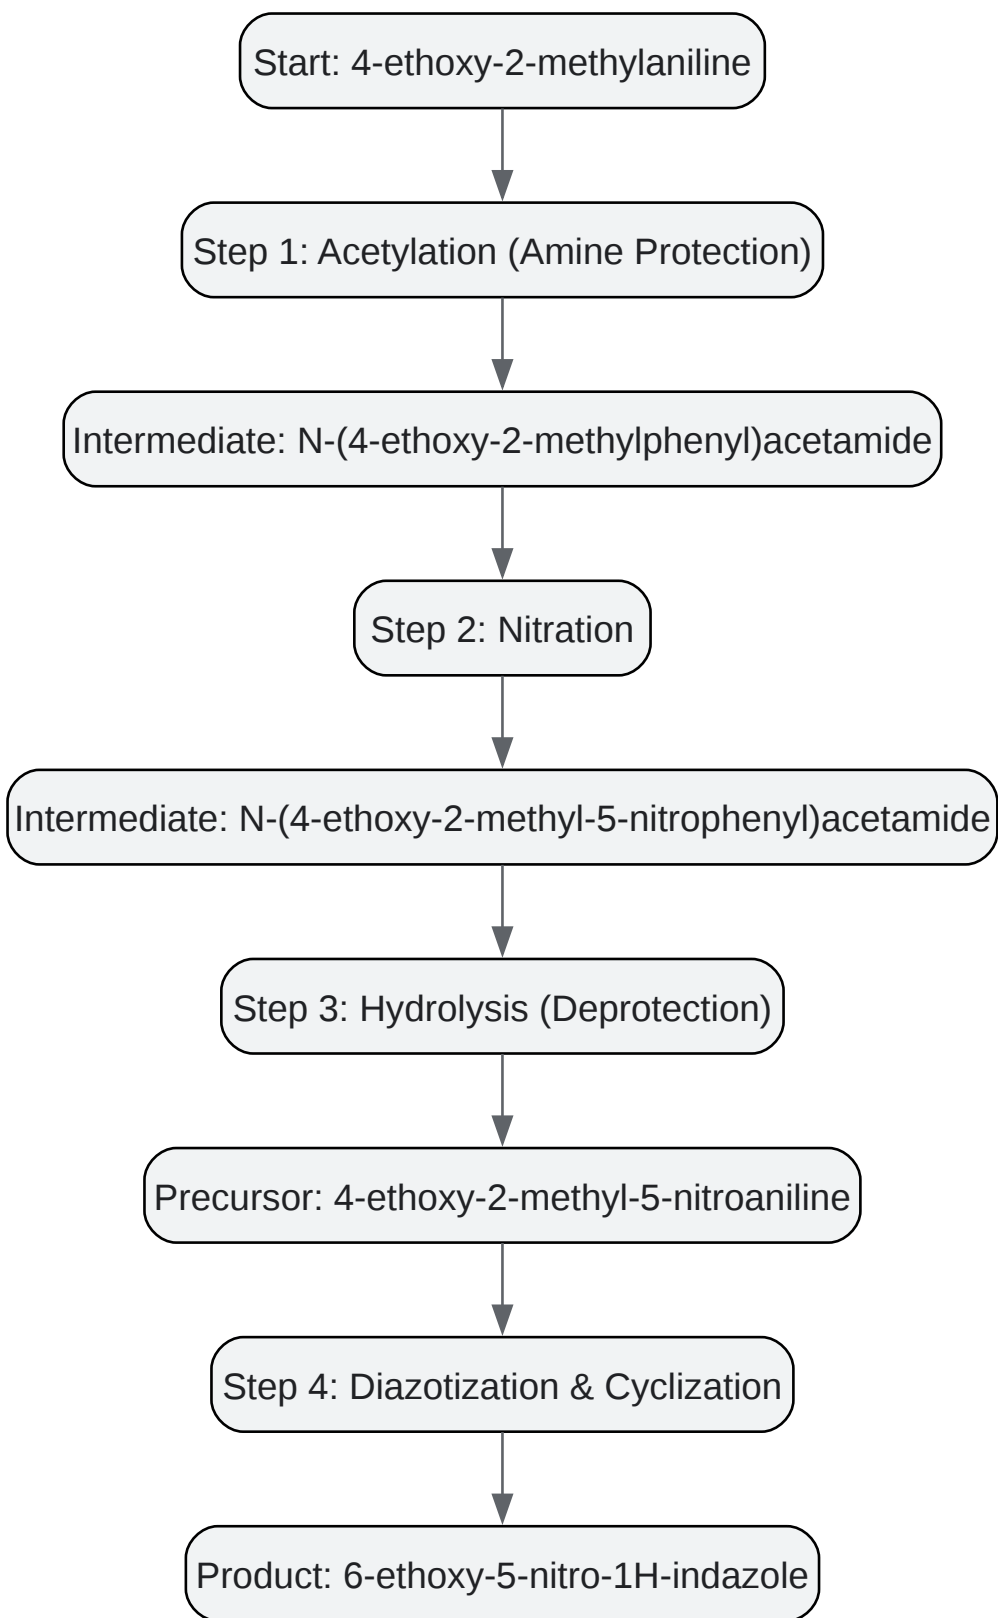 Start: 4-ethoxy-2-methylaniline
Step 1: Acetylation (Amine Protection)
Intermediate: N-(4-ethoxy-2-methylphenyl)acetamide
Step 2: Nitration
Intermediate: N-(4-ethoxy-2-methyl-5-nitrophenyl)acetamide
Step 3: Hydrolysis (Deprotection)
Precursor: 4-ethoxy-2-methyl-5-nitroaniline
Step 4: Diazotization & Cyclization
Product: 6-ethoxy-5-nitro-1H-indazole